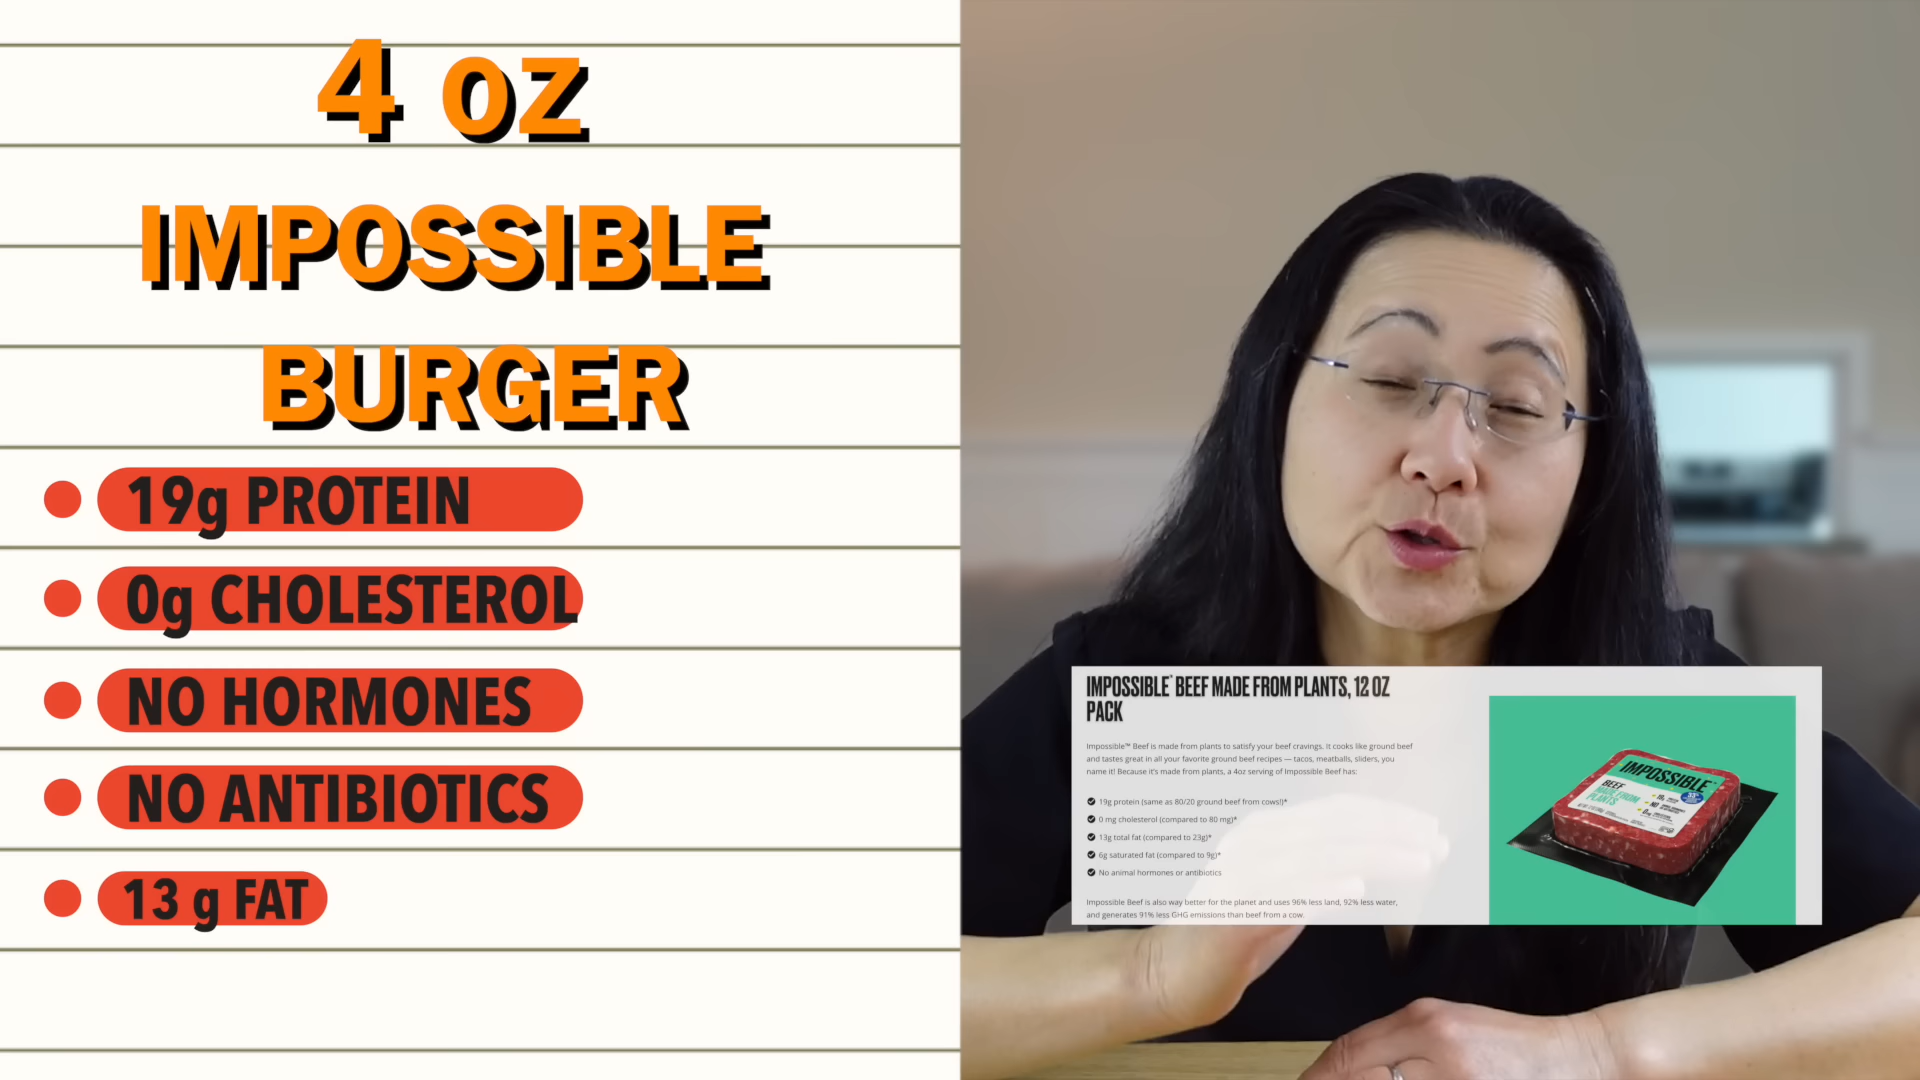 4 oz
IMPOSSIBLE
BURGER
19g PROTEIN
0g CHOLESTEROL
NO HORMONES
NO ANTIBIOTICS
13 g FAT
IMPOSSIBLE™ BEEF MADE FROM PLANTS, 12 OZ
PACK
Impossible™ Beef is made from plants to satisfy your beef cravings. It cooks like ground beef
and tastes great in all your favorite ground beef recipes — tacos, meatballs, sliders, you
name it! Because it's made from plants, a 4oz serving of Impossible Beef has:
19g protein (same as 80/20 ground beef from cows!)*
0 mg cholesterol (compared to 80 mg)*
13g total fat (compared to 23g)*
6g saturated fat (compared to 9g)*
No animal hormones or antibiotics
Impossible Beef is also way better for the planet and uses 96% less land, 92% less water,
and generates 91% less GHG emissions than beef from a cow.
IMPOSSIBLE
BEEF
MADE FROM
PLANTS